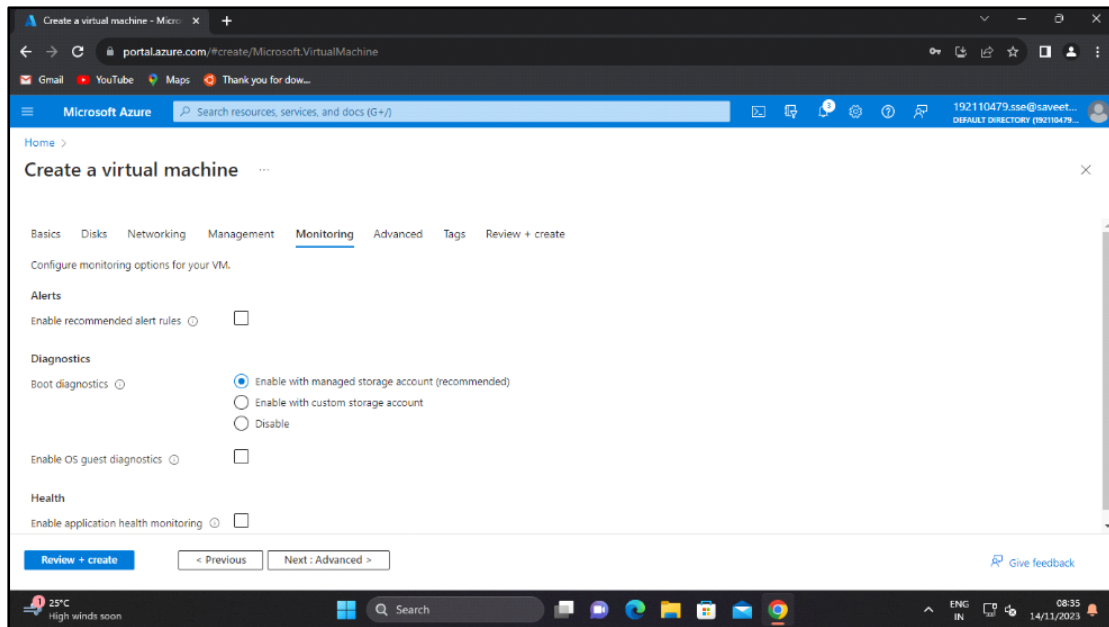 Create a virtual machine - Micro
portal.azure.com/#create/Microsoft.VirtualMachine
Gmail YouTube Maps Thank you for dow...
Microsoft Azure Search resources, services, and docs (G+/) 3 192110479.sse@saveet...
DEFAULT DIRECTORY (192110479...
Home >
Create a virtual machine ...
Basics Disks Networking Management Monitoring Advanced Tags Review + create
Configure monitoring options for your VM.
Alerts
Enable recommended alert rules
Diagnostics
Boot diagnostics Enable with managed storage account (recommended)
Enable with custom storage account
Disable
Enable OS guest diagnostics
Health
Enable application health monitoring
Review + create < Previous Next : Advanced > Give feedback
1 25°C
High winds soon
Search
ENG
IN
08:35
14/11/2023